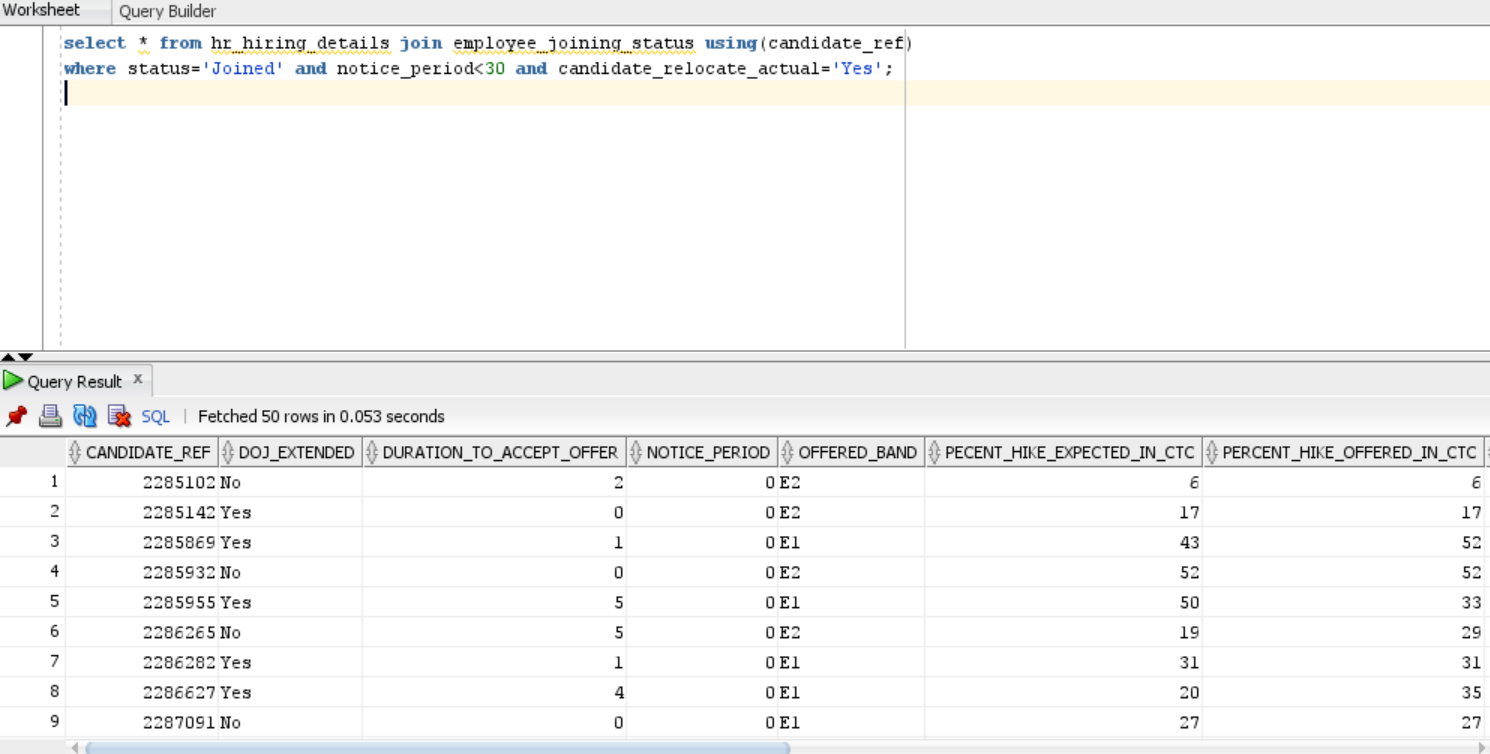 Worksheet Query Builder
select * from hr_hiring_details join employee_joining_status using(candidate_ref)
where status='Joined' and notice_period<30 and candidate_relocate_actual='Yes';
Query Result x
SQL | Fetched 50 rows in 0.053 seconds
CANDIDATE_REF DOJ_EXTENDED DURATION_TO_ACCEPT_OFFER NOTICE_PERIOD OFFERED_BAND PECENT_HIKE_EXPECTED_IN_CTC PERCENT_HIKE_OFFERED_IN_CTC
1 2285102 No 2 0 E2 6 6
2 2285142 Yes 0 0 E2 17 17
3 2285869 Yes 1 0 E1 43 52
4 2285932 No 0 0 E2 52 52
5 2285955 Yes 5 0 E1 50 33
6 2286265 No 5 0 E2 19 29
7 2286282 Yes 1 0 E1 31 31
8 2286627 Yes 4 0 E1 20 35
9 2287091 No 0 0 E1 27 27